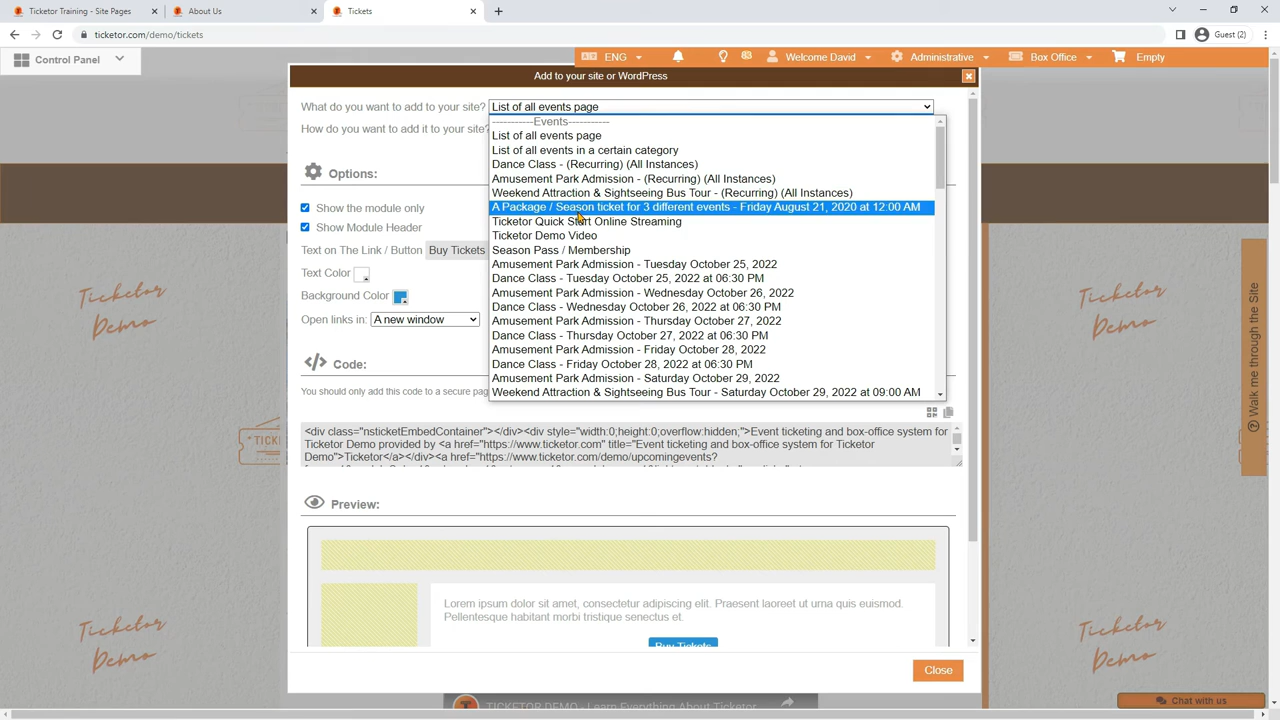 Ticketor Training - Site Pages
About Us
Tickets
ticketor.com/demo/tickets
Guest (2)
Control Panel
ENG
Welcome David
Administrative
Box Office
Empty
Add to your site or WordPress
What do you want to add to your site?
List of all events page
How do you want to add it to your site?
-----------Events-----------
List of all events page
List of all events in a certain category
Dance Class - (Recurring) (All Instances)
Amusement Park Admission - (Recurring) (All Instances)
Weekend Attraction & Sightseeing Bus Tour - (Recurring) (All Instances)
A Package / Season ticket for 3 different events - Friday August 21, 2020 at 12:00 AM
Ticketor Quick Start Online Streaming
Ticketor Demo Video
Season Pass / Membership
Amusement Park Admission - Tuesday October 25, 2022
Dance Class - Tuesday October 25, 2022 at 06:30 PM
Amusement Park Admission - Wednesday October 26, 2022
Dance Class - Wednesday October 26, 2022 at 06:30 PM
Amusement Park Admission - Thursday October 27, 2022
Dance Class - Thursday October 27, 2022 at 06:30 PM
Amusement Park Admission - Friday October 28, 2022
Dance Class - Friday October 28, 2022 at 06:30 PM
Amusement Park Admission - Saturday October 29, 2022
Weekend Attraction & Sightseeing Bus Tour - Saturday October 29, 2022 at 09:00 AM
Options:
Show the module only
Show Module Header
Text on The Link / Button
Buy Tickets
Text Color
Background Color
Open links in:
A new window
Code:
You should only add this code to a secure pag
<div class="nsticketEmbedContainer"></div><div style="width:0;height:0;overflow:hidden;">Event ticketing and box-office system for
Ticketor Demo provided by <a href="https://www.ticketor.com" title="Event ticketing and box-office system for Ticketor
Demo">Ticketor</a></div><a href="https://www.ticketor.com/demo/upcomingevents?
Preview:
Lorem ipsum dolor sit amet, consectetur adipiscing elit. Praesent laoreet ut urna quis euismod.
Pellentesque habitant morbi tristique senectus et.
Buy Tickets
Close
Ticketor
Demo
Ticketor
Demo
Ticketor
Demo
Ticketor
Demo
TICKE
Walk me through the Site
TICKETOR DEMO - Learn Everything About Ticketor
Chat with us